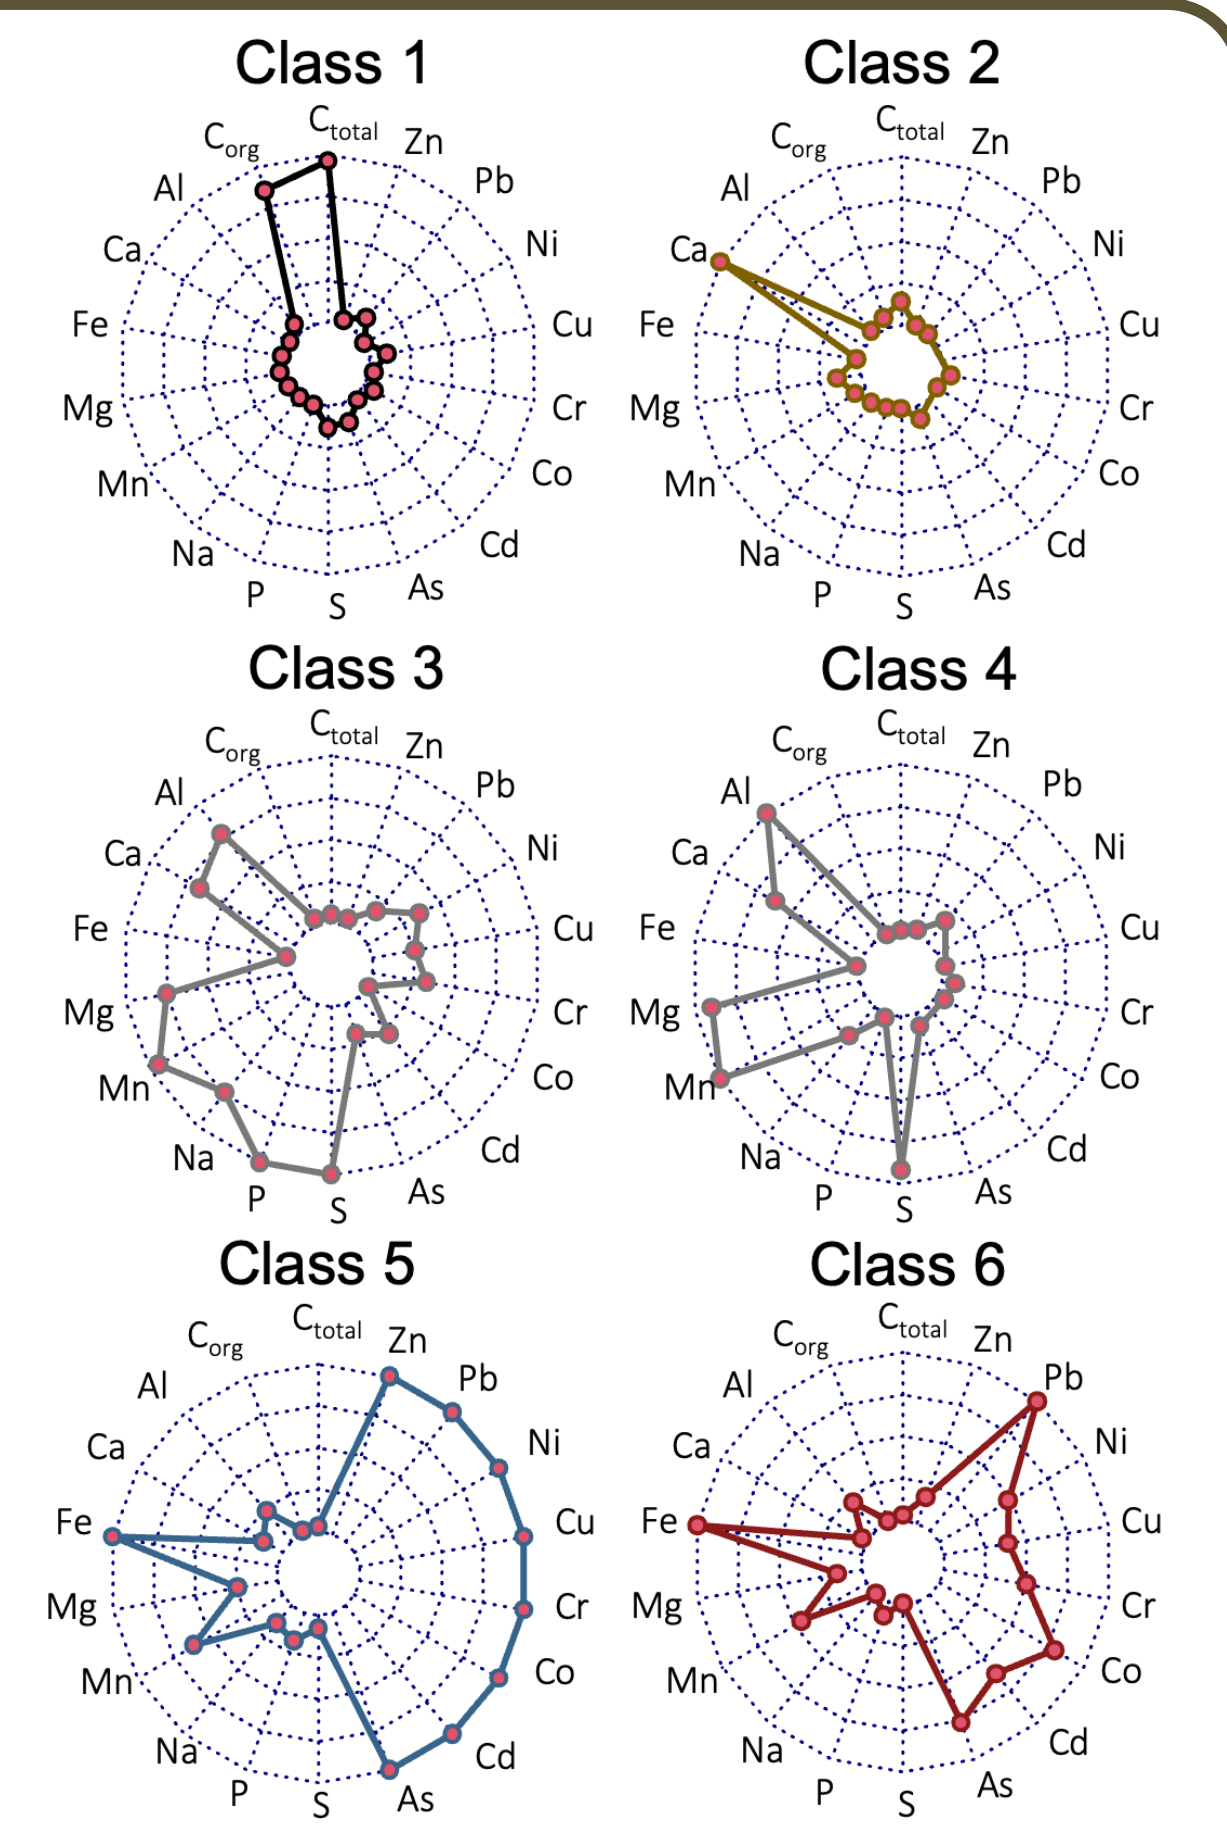 Class 1
Class 2
Ctotal
Zn
Pb
Ni
Cu
Cr
Co
Cd
As
S
P
Na
Mn
Mg
Fe
Ca
Al
Corg
Ctotal
Zn
Pb
Ni
Cu
Cr
Co
Cd
As
S
P
Na
Mn
Mg
Fe
Ca
Al
Corg
Class 3
Class 4
Ctotal
Zn
Pb
Ni
Cu
Cr
Co
Cd
As
S
P
Na
Mn
Mg
Fe
Ca
Al
Corg
Ctotal
Zn
Pb
Ni
Cu
Cr
Co
Cd
As
S
P
Na
Mn
Mg
Fe
Ca
Al
Corg
Class 5
Class 6
Ctotal
Zn
Pb
Ni
Cu
Cr
Co
Cd
As
S
P
Na
Mn
Mg
Fe
Ca
Al
Corg
Ctotal
Zn
Pb
Ni
Cu
Cr
Co
Cd
As
S
P
Na
Mn
Mg
Fe
Ca
Al
Corg